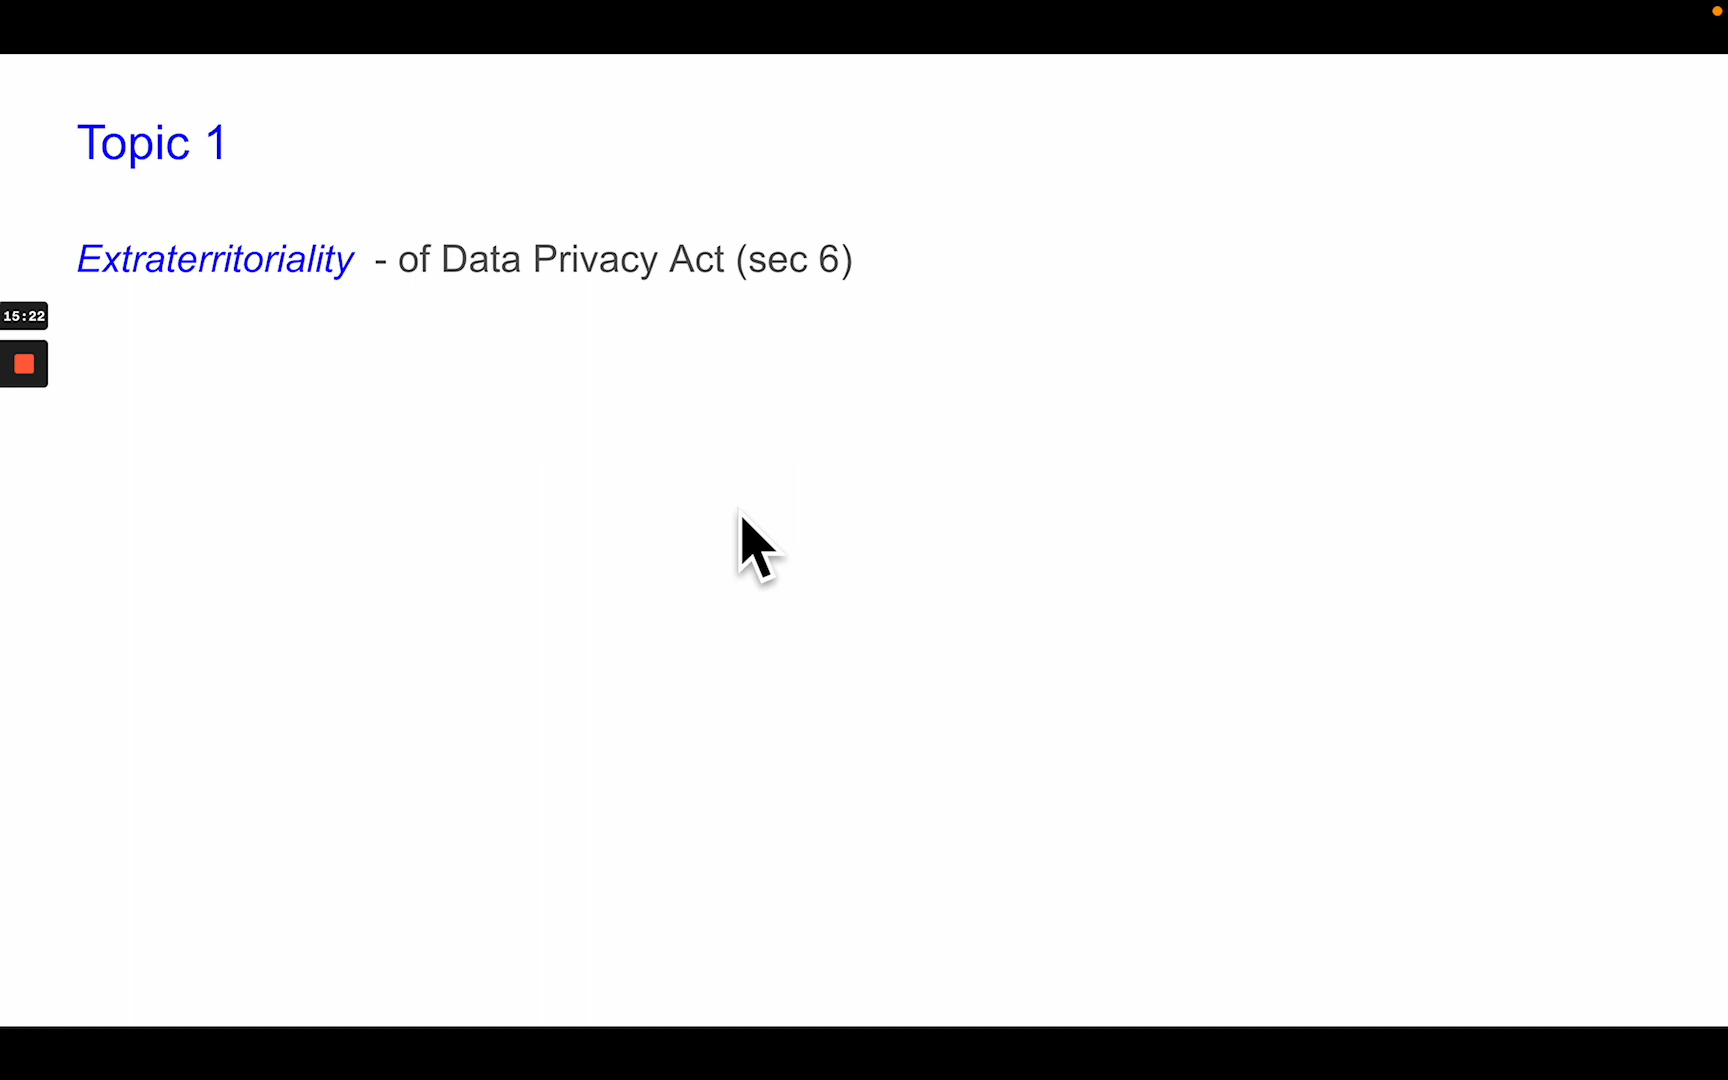 Topic 1
Extraterritoriality - of Data Privacy Act (sec 6)
15:22